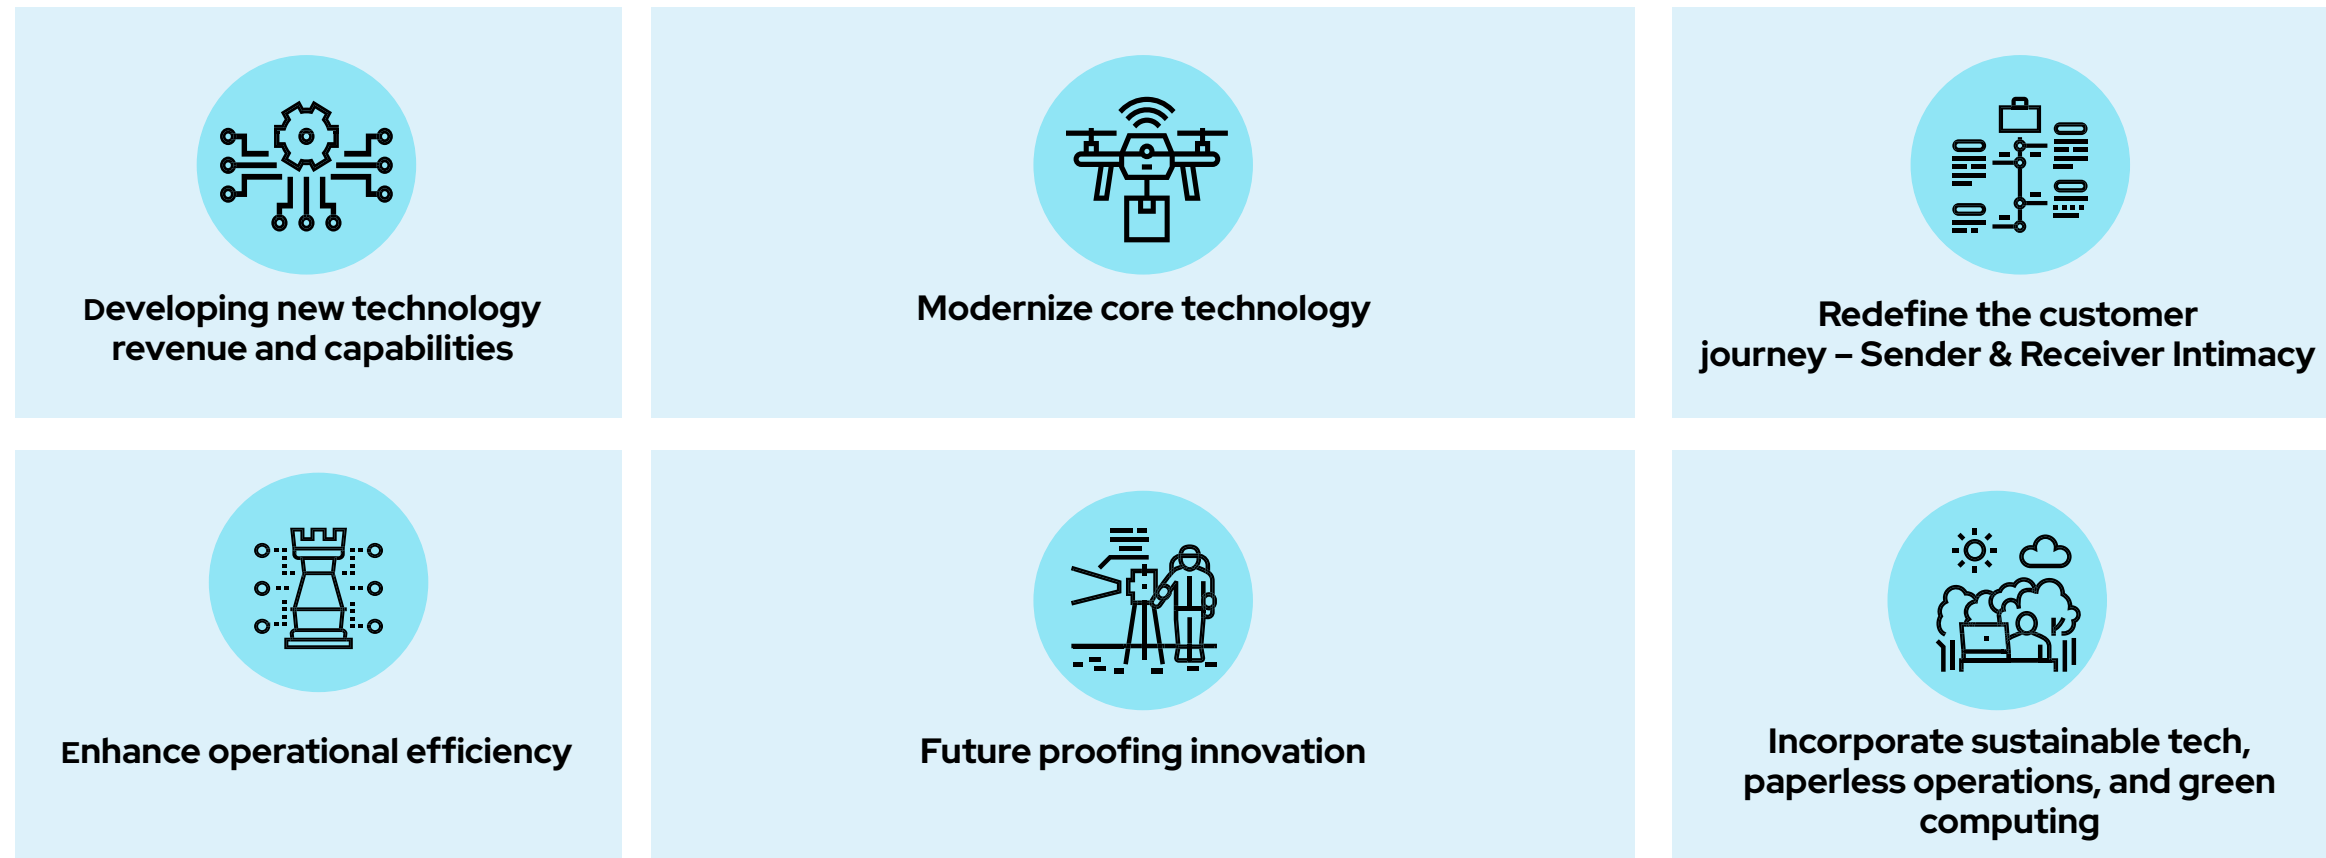 Developing new technology
revenue and capabilities
Modernize core technology
Redefine the customer
journey – Sender & Receiver Intimacy
Enhance operational efficiency
Future proofing innovation
Incorporate sustainable tech,
paperless operations, and green
computing